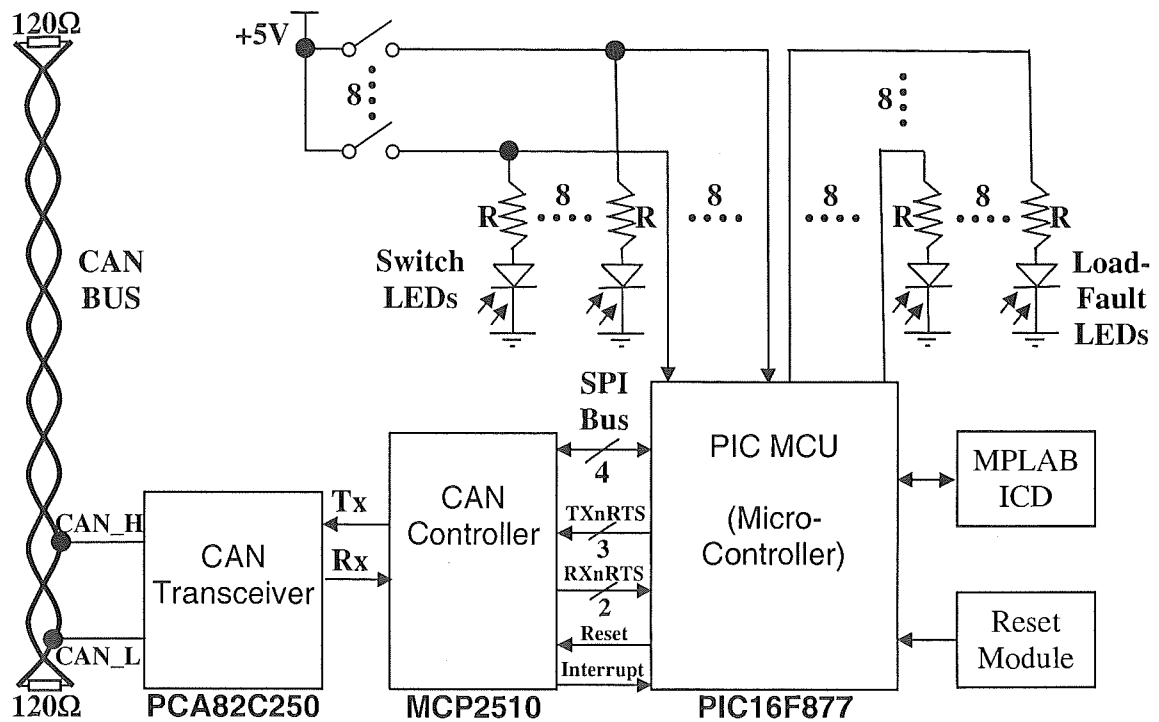 120Ω
+5V
8
8
R
8
R
8
8
R
8
R
CAN
BUS
Switch
LEDs
Load-
Fault
LEDs
SPI
Bus
4
PIC MCU
(Micro-
Controller)
MPLAB
ICD
CAN
Controller
Tx
TXnRTS
3
CAN_H
CAN
Transceiver
Rx
RXnRTS
2
Reset
Interrupt
Reset
Module
CAN_L
120Ω
PCA82C250
MCP2510
PIC16F877